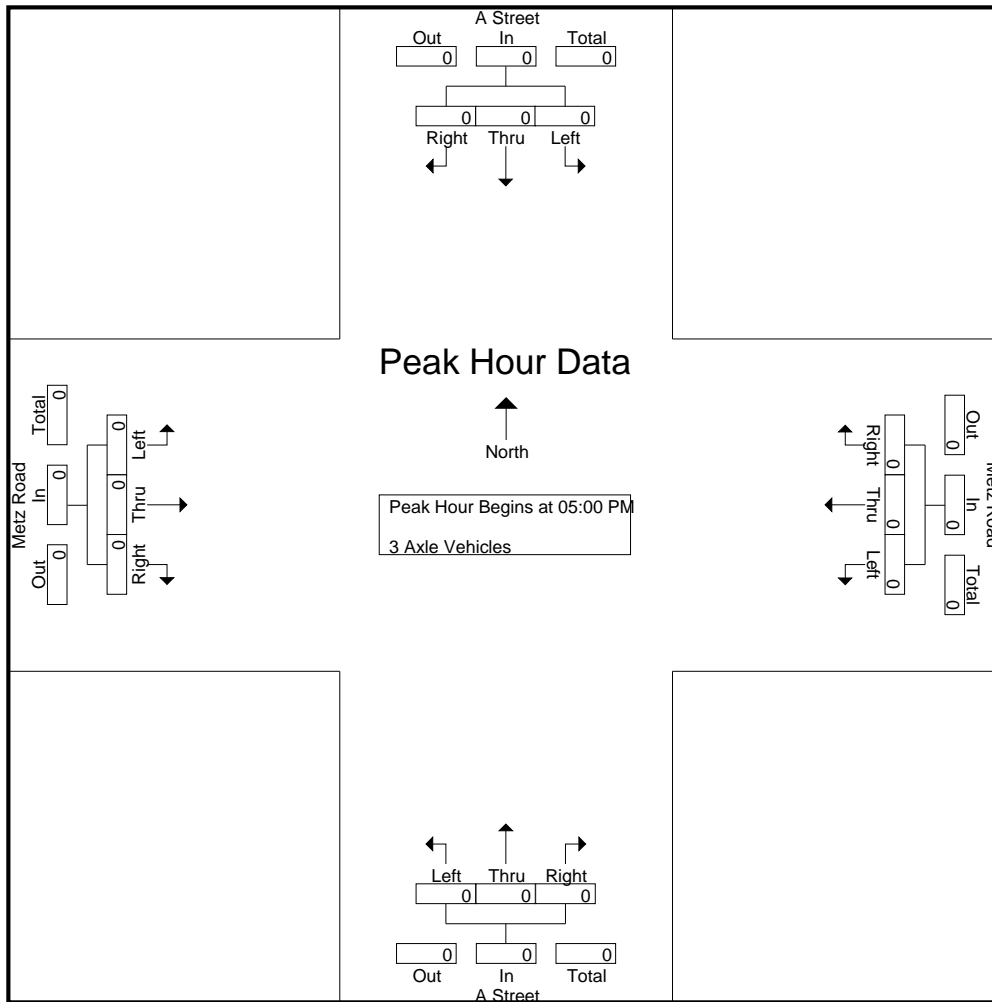 A Street
Out In Total
0 0 0
0 0 0
Right Thru Left
Peak Hour Data
North
Peak Hour Begins at 05:00 PM
3 Axle Vehicles
Metz Road
Total In Out
0 0 0
0 0 0
Left Thru Right
Right Thru Left
0 0 0
0 0 0
Out In Total
Metz Road
Left Thru Right
0 0 0
0 0 0
Out In Total
A Street